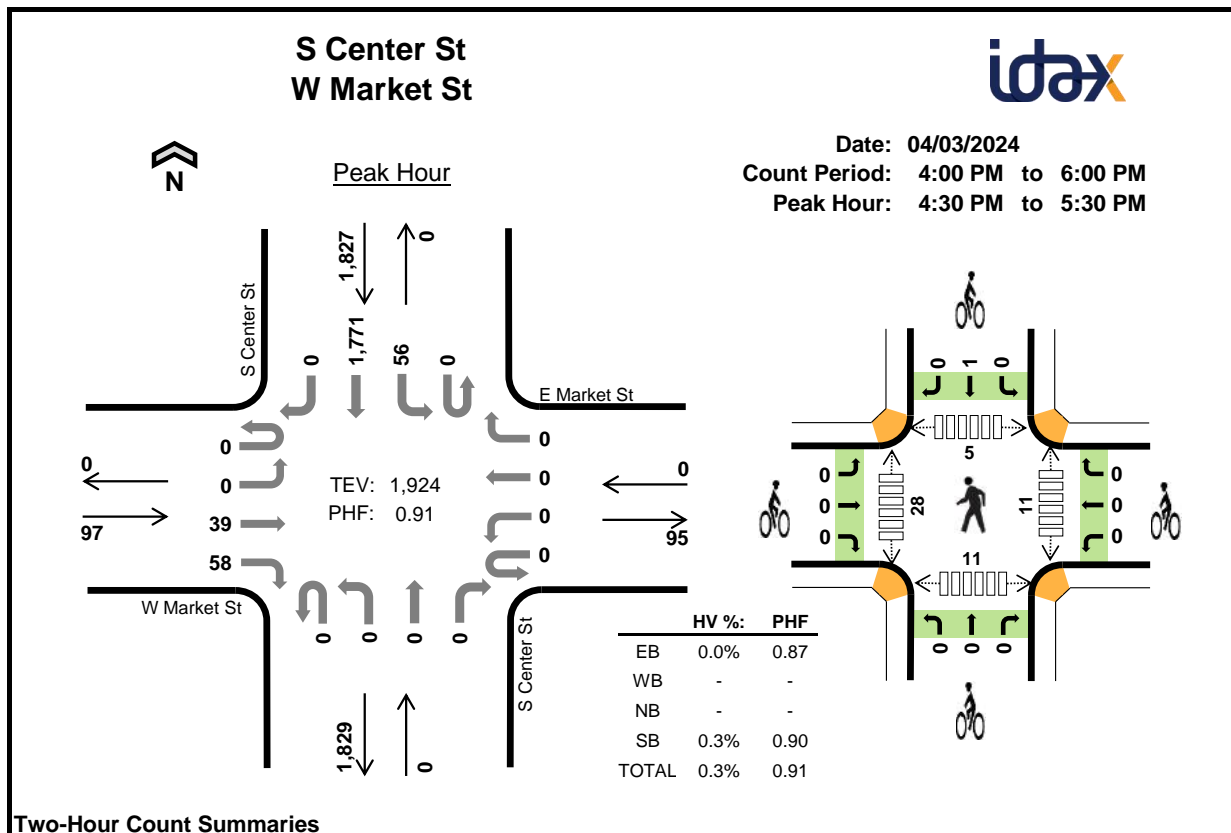 S Center St
W Market St
idax
Date: 04/03/2024
Count Period: 4:00 PM to 6:00 PM
Peak Hour: 4:30 PM to 5:30 PM
N
Peak Hour
1,827
0
S Center St
0
1,771
56
0
E Market St
0
0
39
58
0
97
TEV: 1,924
PHF: 0.91
0
0
0
0
0
95
W Market St
0
0
0
0
S Center St
1,829
0
HV %: PHF
EB 0.0% 0.87
WB - -
NB - -
SB 0.3% 0.90
TOTAL 0.3% 0.91
0
1
0
5
0
0
0
28
11
0
0
0
11
0
0
0
Two-Hour Count Summaries